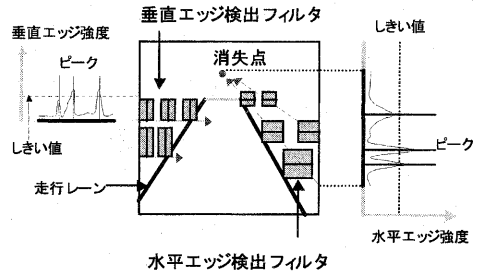 垂直エッジ検出フィルタ
しきい値
垂直エッジ強度
消失点
ピーク
ピーク
しきい値
走行レーン
水平エッジ強度
水平エッジ検出フィルタ